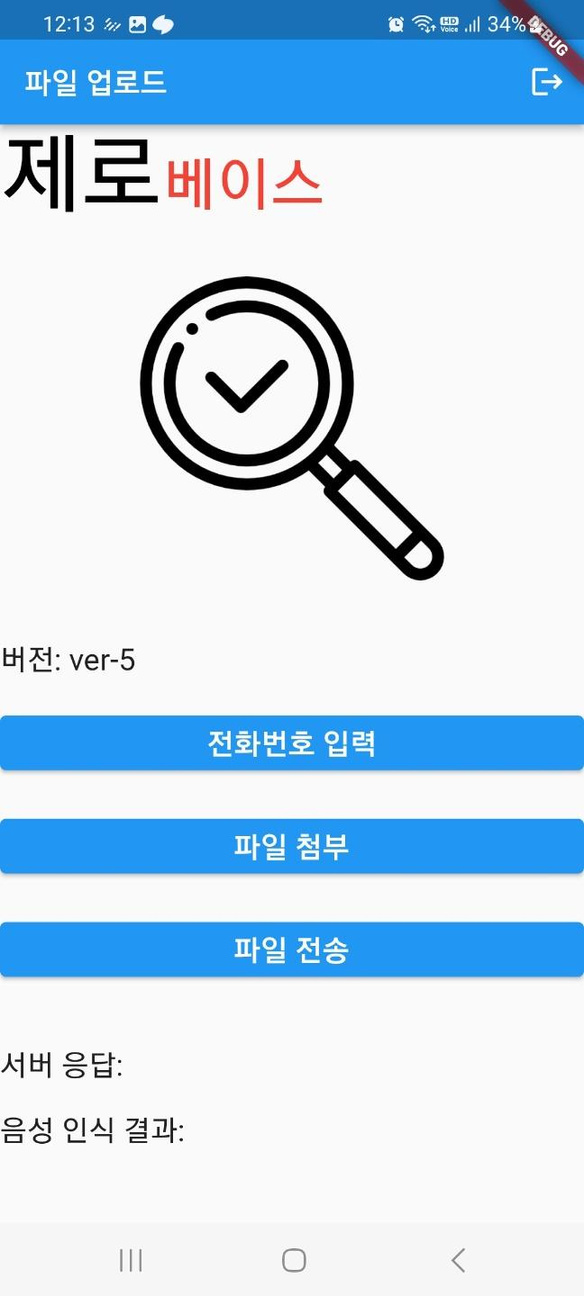 12:13 HD Voice 34% DEBUG
파일 업로드
제로베이스
버전: ver-5
전화번호 입력
파일 첨부
파일 전송
서버 응답:
음성 인식 결과: